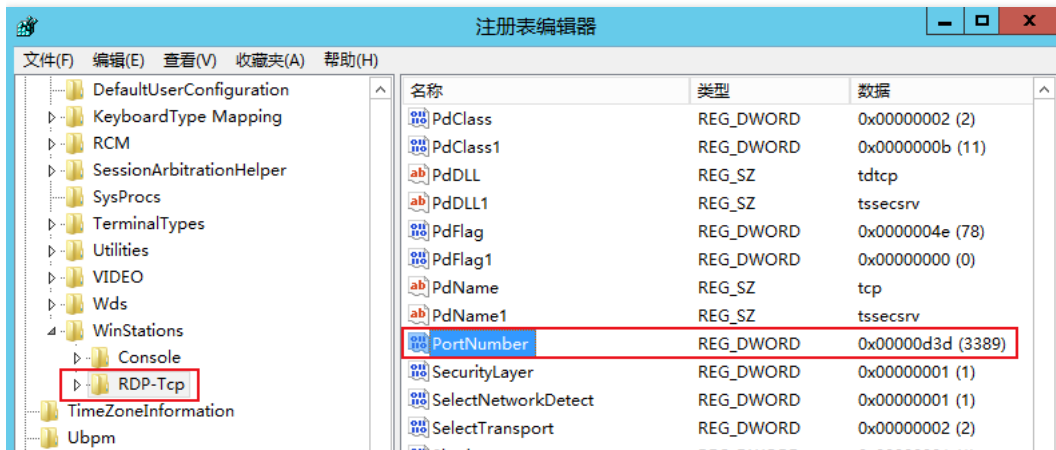 注册表编辑器
文件(F) 编辑(E) 查看(V) 收藏夹(A) 帮助(H)
DefaultUserConfiguration
KeyboardType Mapping
RCM
SessionArbitrationHelper
SysProcs
TerminalTypes
Utilities
VIDEO
Wds
WinStations
Console
RDP-Tcp
TimeZoneInformation
Ubpm
名称 类型 数据
PdClass REG_DWORD 0x00000002 (2)
PdClass1 REG_DWORD 0x0000000b (11)
PdDLL REG_SZ tdtcp
PdDLL1 REG_SZ tssecsrv
PdFlag REG_DWORD 0x0000004e (78)
PdFlag1 REG_DWORD 0x00000000 (0)
PdName REG_SZ tcp
PdName1 REG_SZ tssecsrv
PortNumber REG_DWORD 0x00000d3d (3389)
SecurityLayer REG_DWORD 0x00000001 (1)
SelectNetworkDetect REG_DWORD 0x00000001 (1)
SelectTransport REG_DWORD 0x00000002 (2)